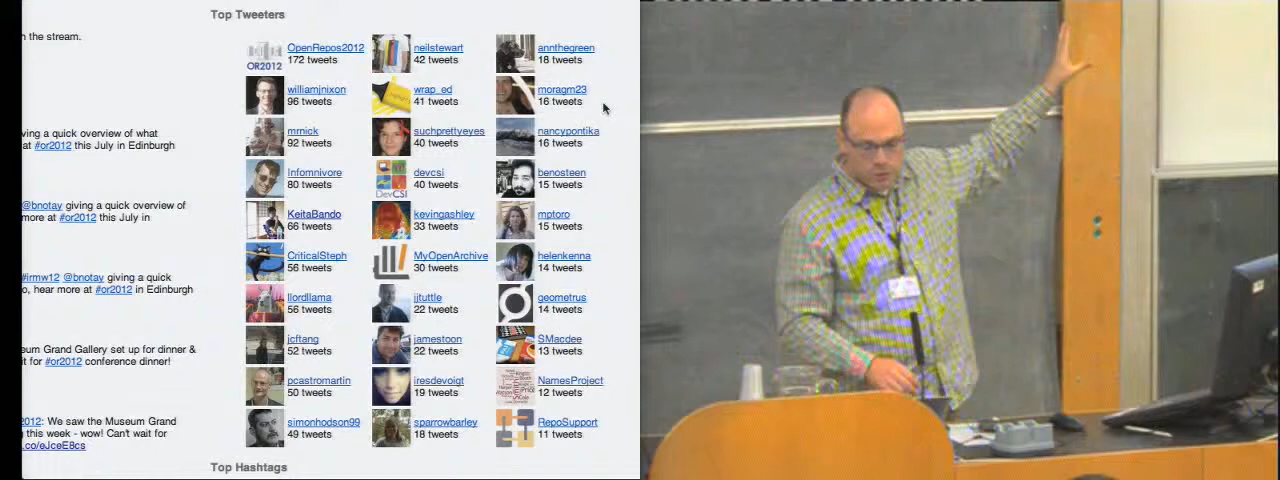 Top Tweeters
h the stream.
ving a quick overview of what
at #or2012 this July in Edinburgh
@bnotay giving a quick overview of
more at #or2012 this July in
#irmw12 @bnotay giving a quick
o, hear more at #or2012 in Edinburgh
eum Grand Gallery set up for dinner &
it for #or2012 conference dinner!
2012: We saw the Museum Grand
this week - wow! Can't wait for
.co/eJceE8cs
OpenRepos2012
172 tweets
OR2012
williamjnixon
96 tweets
mrnick
92 tweets
Infomnivore
80 tweets
KeitaBando
66 tweets
CriticalSteph
56 tweets
llordllama
56 tweets
jcftang
52 tweets
pcastromartin
50 tweets
simonhodson99
49 tweets
neilstewart
42 tweets
wrap_ed
41 tweets
suchprettyeyes
40 tweets
devcsi
40 tweets
DevCSI
kevingashley
33 tweets
MyOpenArchive
30 tweets
jjtuttle
22 tweets
jamestoon
22 tweets
iresdevoigt
19 tweets
sparrowbarley
18 tweets
annthegreen
18 tweets
moragm23
16 tweets
nancypontika
16 tweets
benosteen
15 tweets
mptoro
15 tweets
helenkenna
14 tweets
geometrus
14 tweets
SMacdee
13 tweets
NamesProject
12 tweets
RepoSupport
11 tweets
Top Hashtags